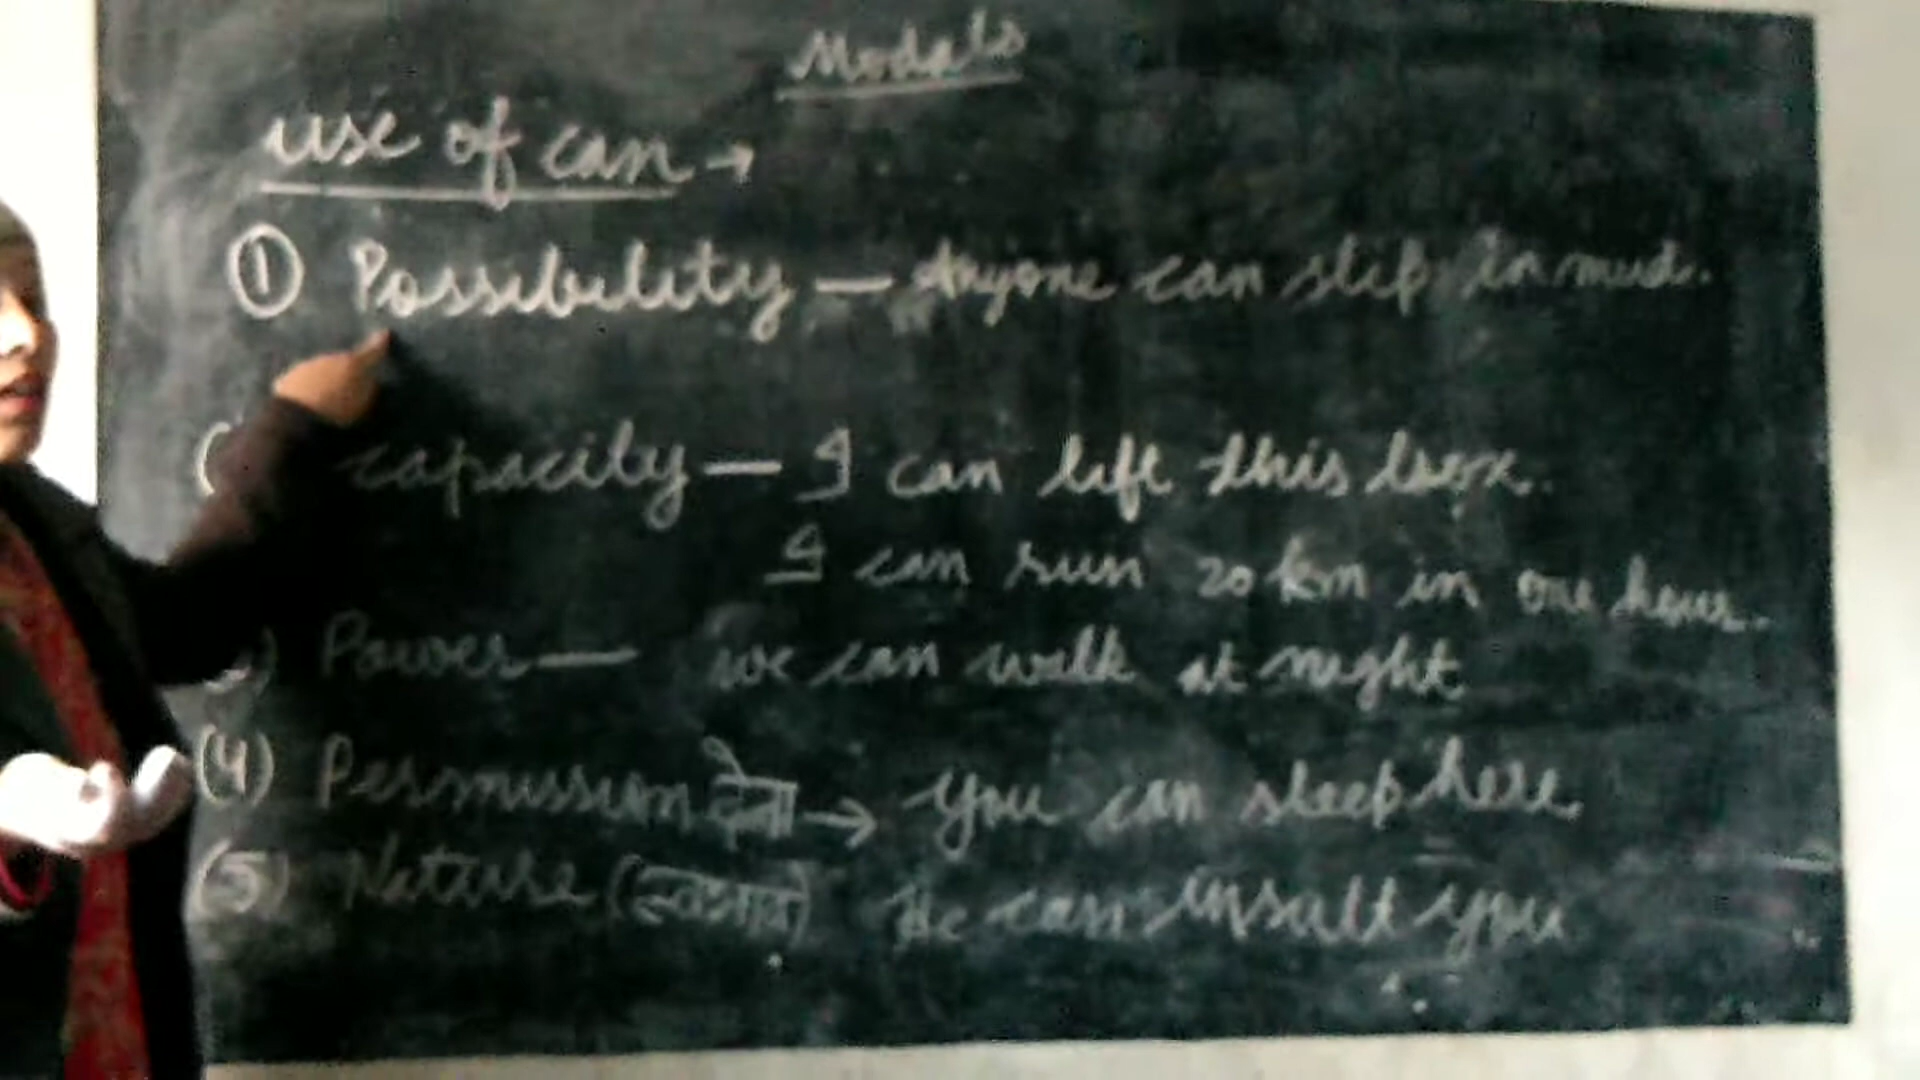 Modals
use of can →
① Possibility — Anyone can slip in mud.
( capacity — I can lift this box.
I can run 20 km in one hour.
) Power — we can walk at night
(4) Permission देना → you can sleep here
(5) Nature (स्वभाव) He can insult you